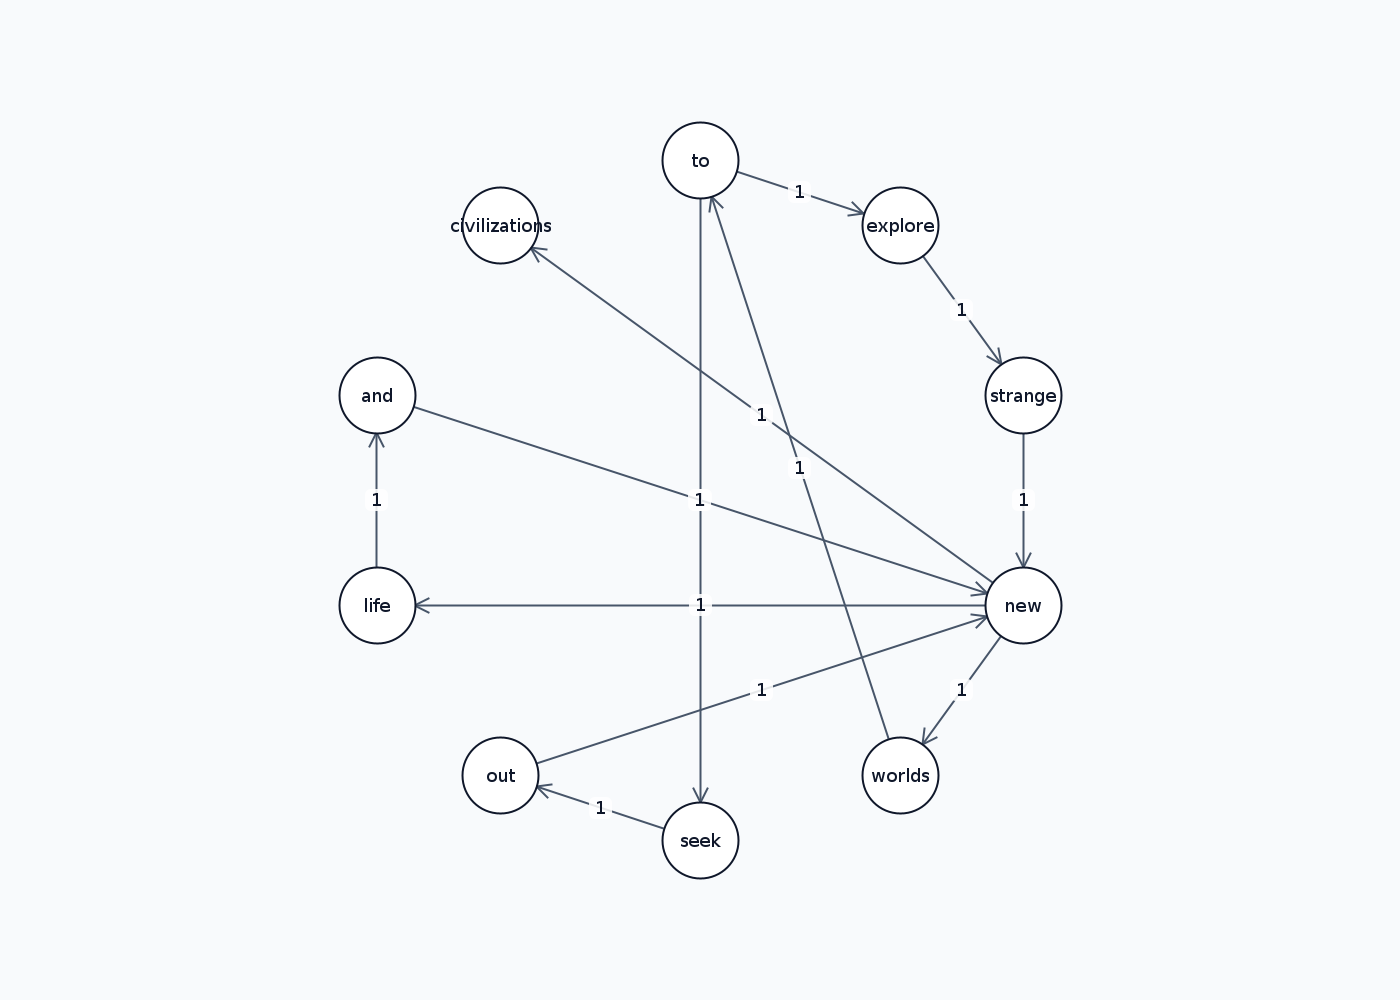 to
1
explore
civilizations
1
strange
and
1
1
1
1
1
life
1
new
1
1
out
worlds
1
seek